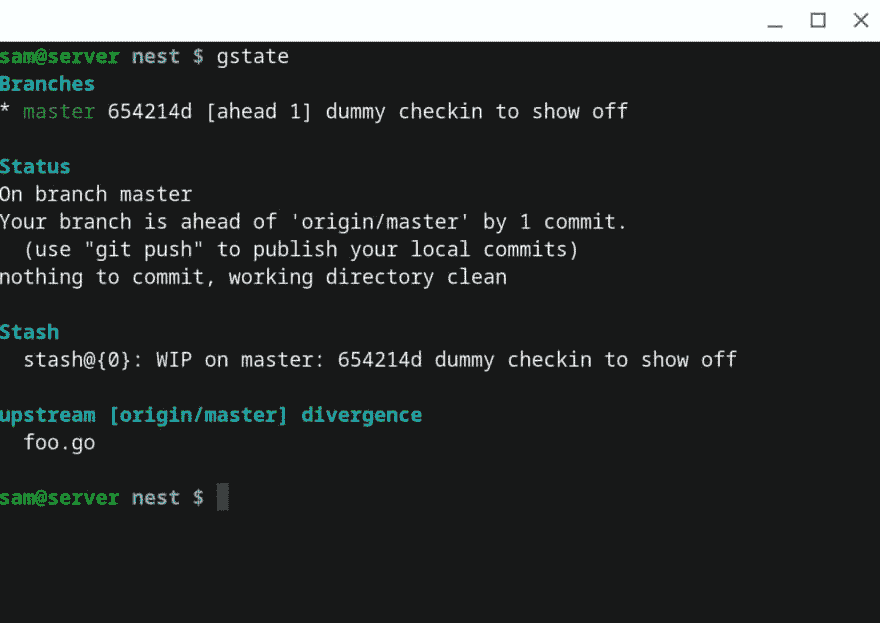 sam@server nest $ gstate
Branches
* master 654214d [ahead 1] dummy checkin to show off
Status
On branch master
Your branch is ahead of 'origin/master' by 1 commit.
  (use "git push" to publish your local commits)
nothing to commit, working directory clean
Stash
  stash@{0}: WIP on master: 654214d dummy checkin to show off
upstream [origin/master] divergence
  foo.go
sam@server nest $